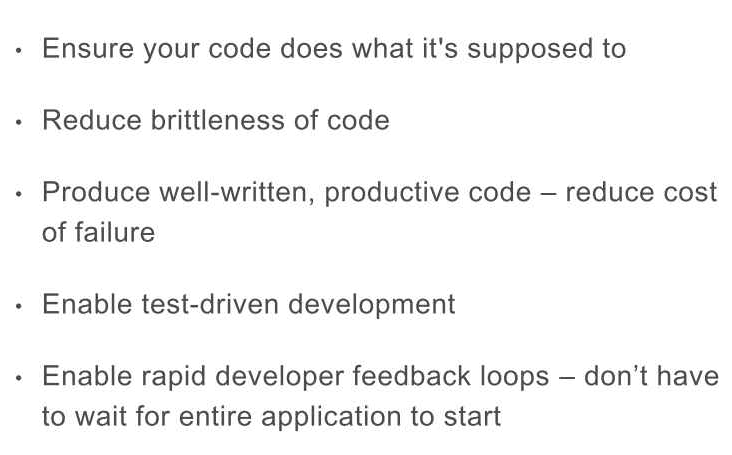 • Ensure your code does what it's supposed to
• Reduce brittleness of code
• Produce well-written, productive code – reduce cost
of failure
• Enable test-driven development
• Enable rapid developer feedback loops – don’t have
to wait for entire application to start